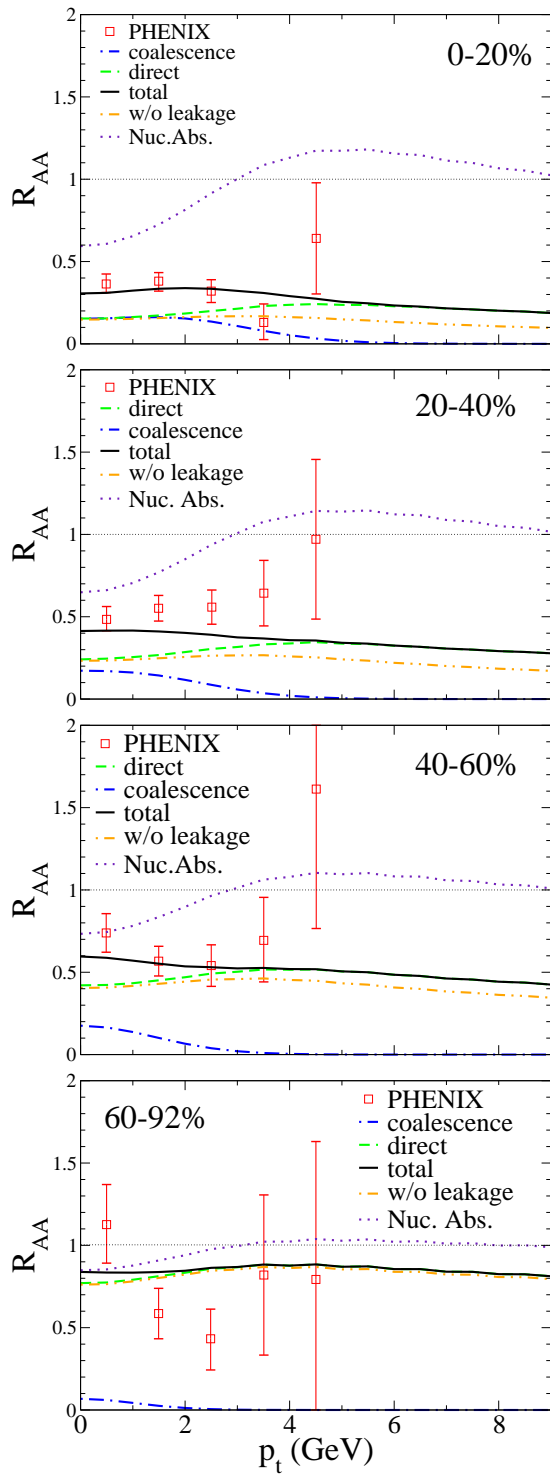 2
PHENIX
coalescence
direct
total
w/o leakage
Nuc.Abs.
0-20%
1.5
1
0.5
0
R_AA
2
PHENIX
direct
coalescence
total
w/o leakage
Nuc. Abs.
20-40%
1.5
1
0.5
0
R_AA
2
PHENIX
direct
coalescence
total
w/o leakage
Nuc.Abs.
40-60%
1.5
1
0.5
0
R_AA
2
60-92%
PHENIX
coalescence
direct
total
w/o leakage
Nuc. Abs.
1.5
1
0.5
0
R_AA
0 2 4 6 8
p_t (GeV)